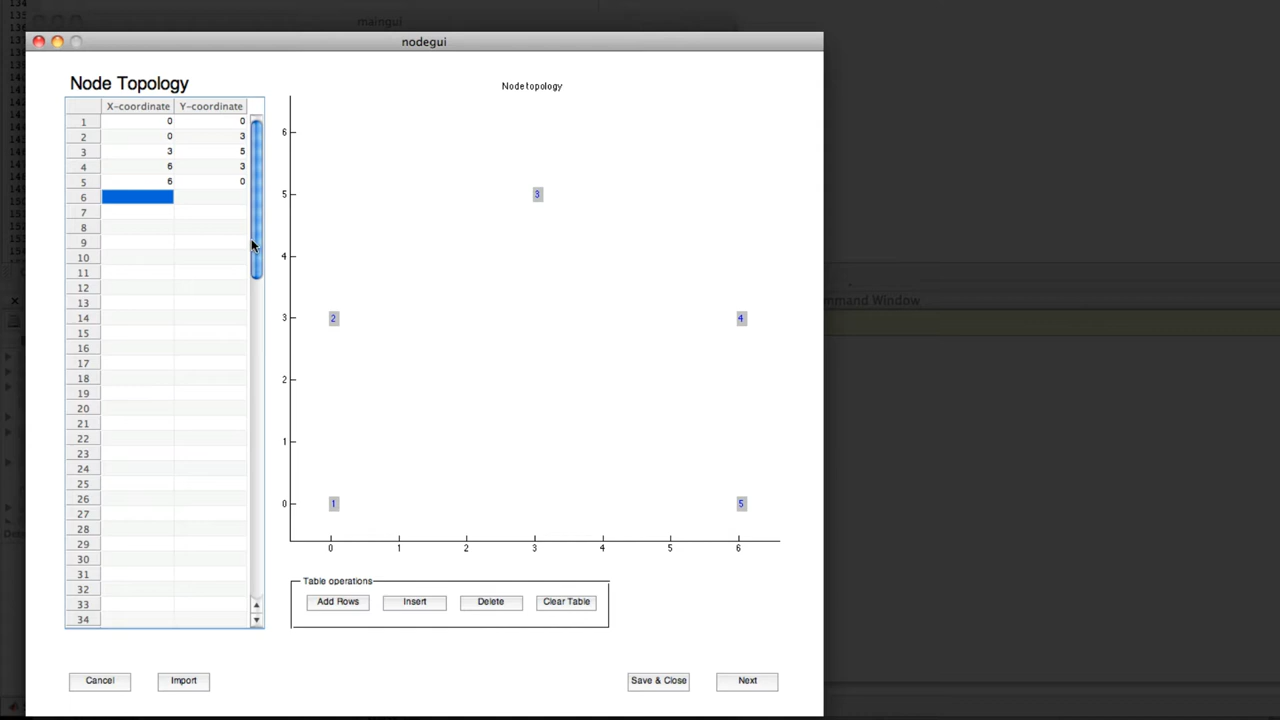 maingui
nodegui
Node Topology
X-coordinate Y-coordinate
1 0 0
2 0 3
3 3 5
4 6 3
5 6 0
6
7
8
9
10
11
12
13
14
15
16
17
18
19
20
21
22
23
24
25
26
27
28
29
30
31
32
33
34
Node topology
6
5
4
3
2
1
0
3
2
4
1
5
0 1 2 3 4 5 6
Table operations
Add Rows Insert Delete Clear Table
Cancel Import Save & Close Next
mmand Window